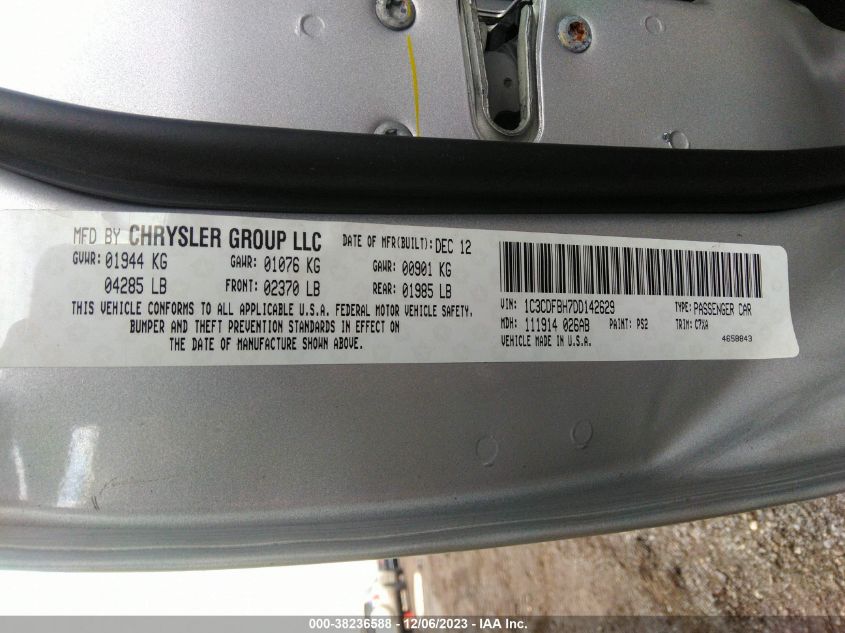 MFD BY CHRYSLER GROUP LLC DATE OF MFR(BUILT): DEC 12
GVWR: 01944 KG GAWR: 01076 KG GAWR: 00901 KG
04285 LB FRONT: 02370 LB REAR: 01985 LB
THIS VEHICLE CONFORMS TO ALL APPLICABLE U.S.A. FEDERAL MOTOR VEHICLE SAFETY,
BUMPER AND THEFT PREVENTION STANDARDS IN EFFECT ON
THE DATE OF MANUFACTURE SHOWN ABOVE.
VIN: 1C3CDFBH7DD142629 TYPE: PASSENGER CAR
MDH: 111914 026AB PAINT: PS2 TRIM: C7XA
VEHICLE MADE IN U.S.A. 4658843
000-38236588 - 12/06/2023 - IAA Inc.